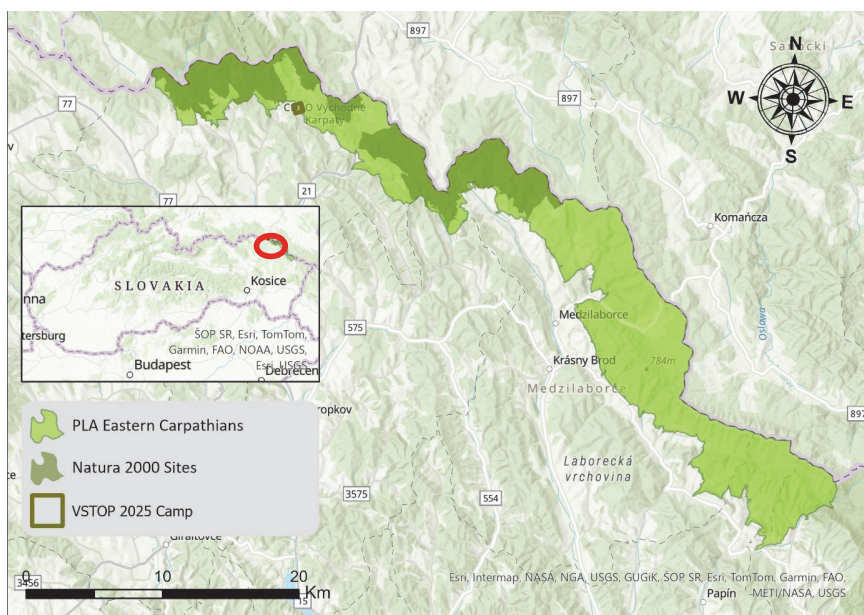 897
Sanocki
N
W
E
S
77
897
CHKO Východné
Karpaty
77
21
Komańcza
SLOVAKIA
Kosice
Budapest
Debrecen
ŠOP SR, Esri, TomTom,
Garmin, FAO, NOAA, USGS,
Esri, USGS
575
Medzilaborce
Krásny Brod
784m
Medzilaborce
Osława
897
PLA Eastern Carpathians
Natura 2000 Sites
VSTOP 2025 Camp
Laborecká
vrchovina
3575
554
Giraltovce
0
10
20
Km
3456
15
Esri, Intermap, NASA, NGA, USGS, GUGiK, ŠOP SR, Esri, TomTom, Garmin, FAO,
METI/NASA, USGS
Papín